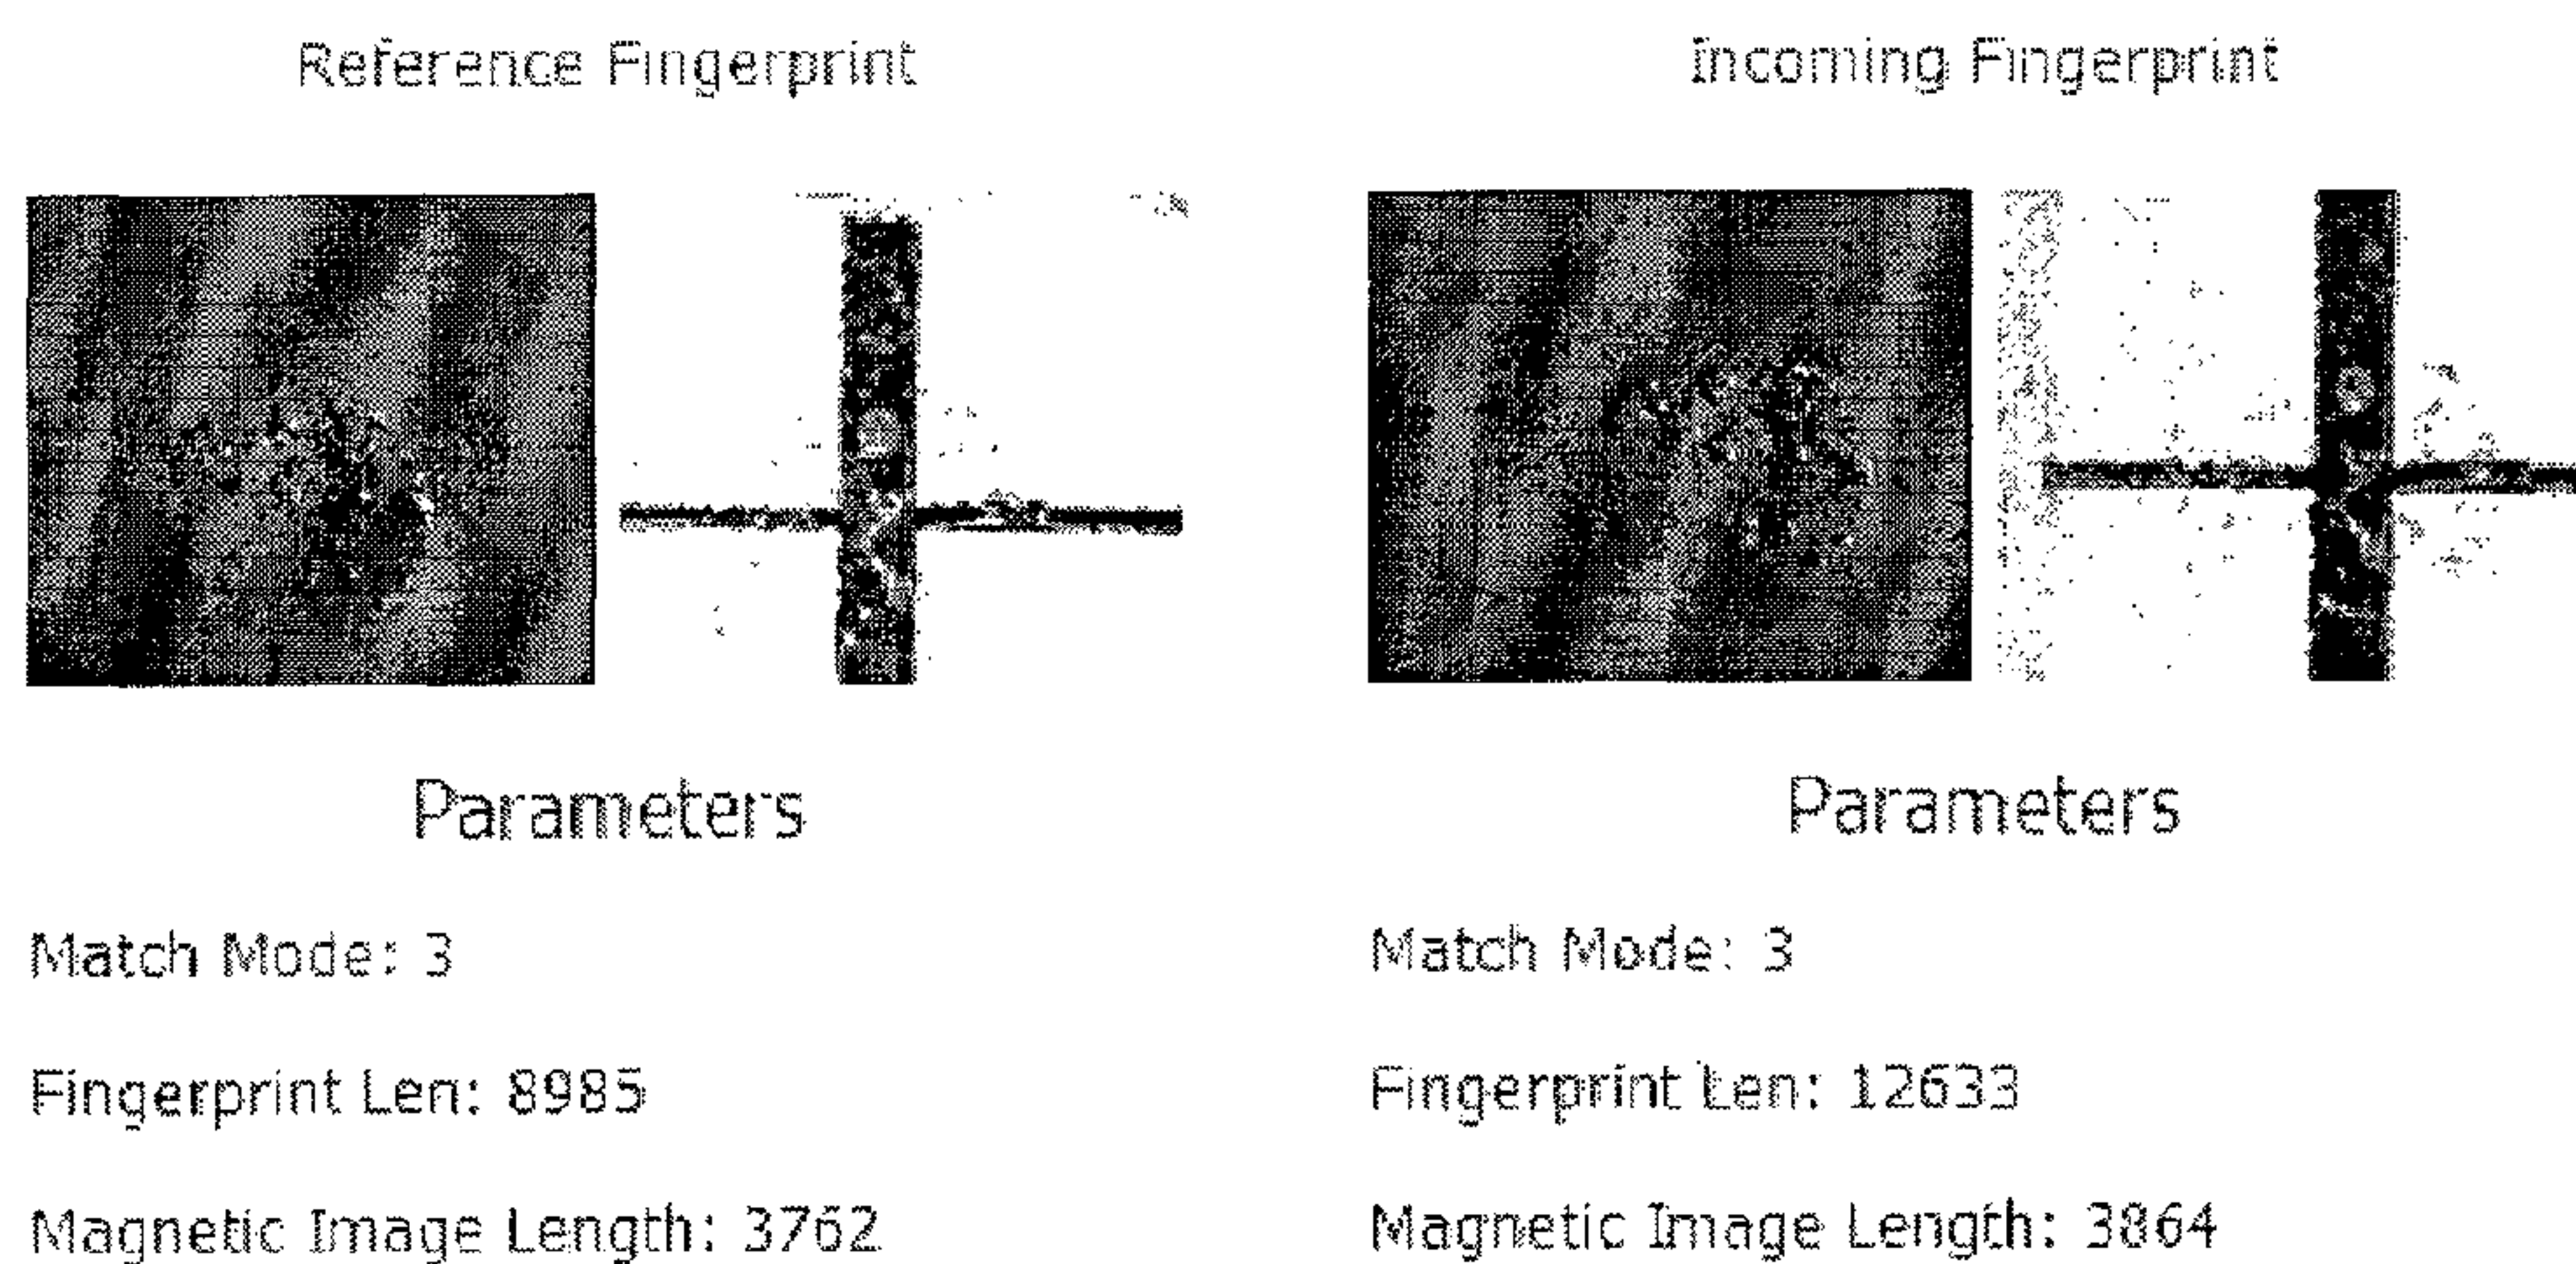 Reference Fingerprint
Incoming Fingerprint
Parameters
Parameters
Match Mode: 3
Match Mode: 3
Fingerprint Len: 8985
Fingerprint Len: 12633
Magnetic Image Length: 3762
Magnetic Image Length: 3864